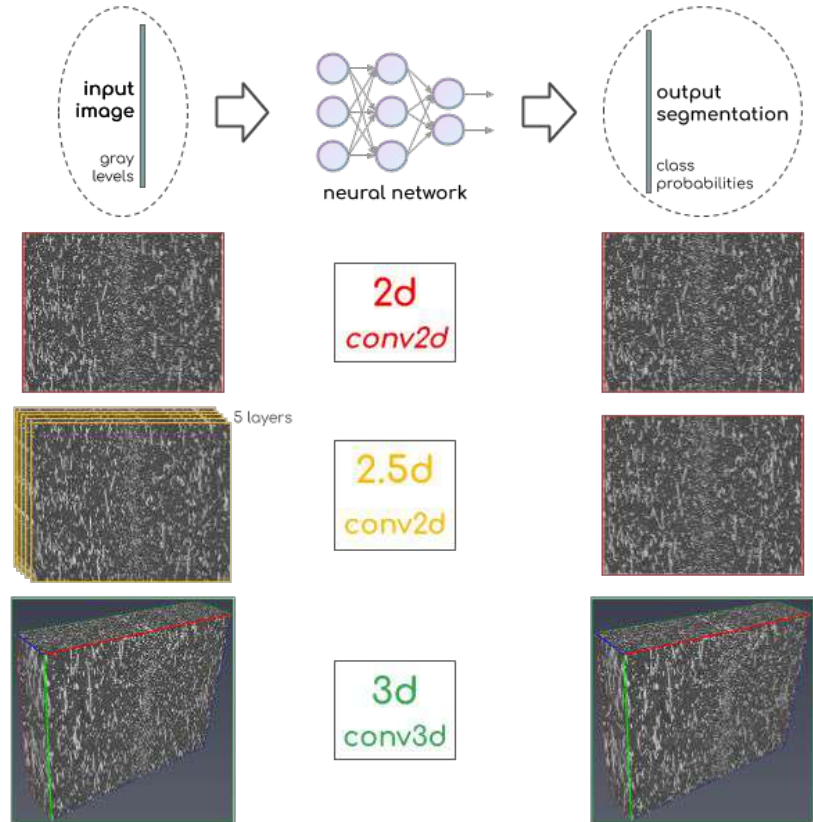 input
image
gray
levels
neural network
output
segmentation
class
probabilities
2d
conv2d
5 layers
2.5d
conv2d
3d
conv3d